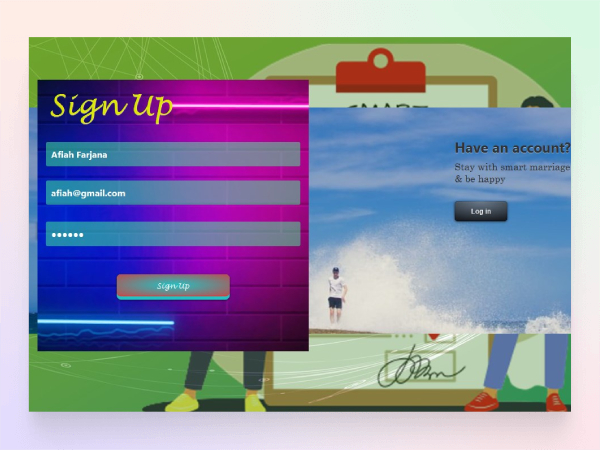 Sign Up
SMART
Afiah Farjana
Have an account?
Stay with smart marriage
& be happy
afiah@gmail.com
Log in
••••••
Sign Up